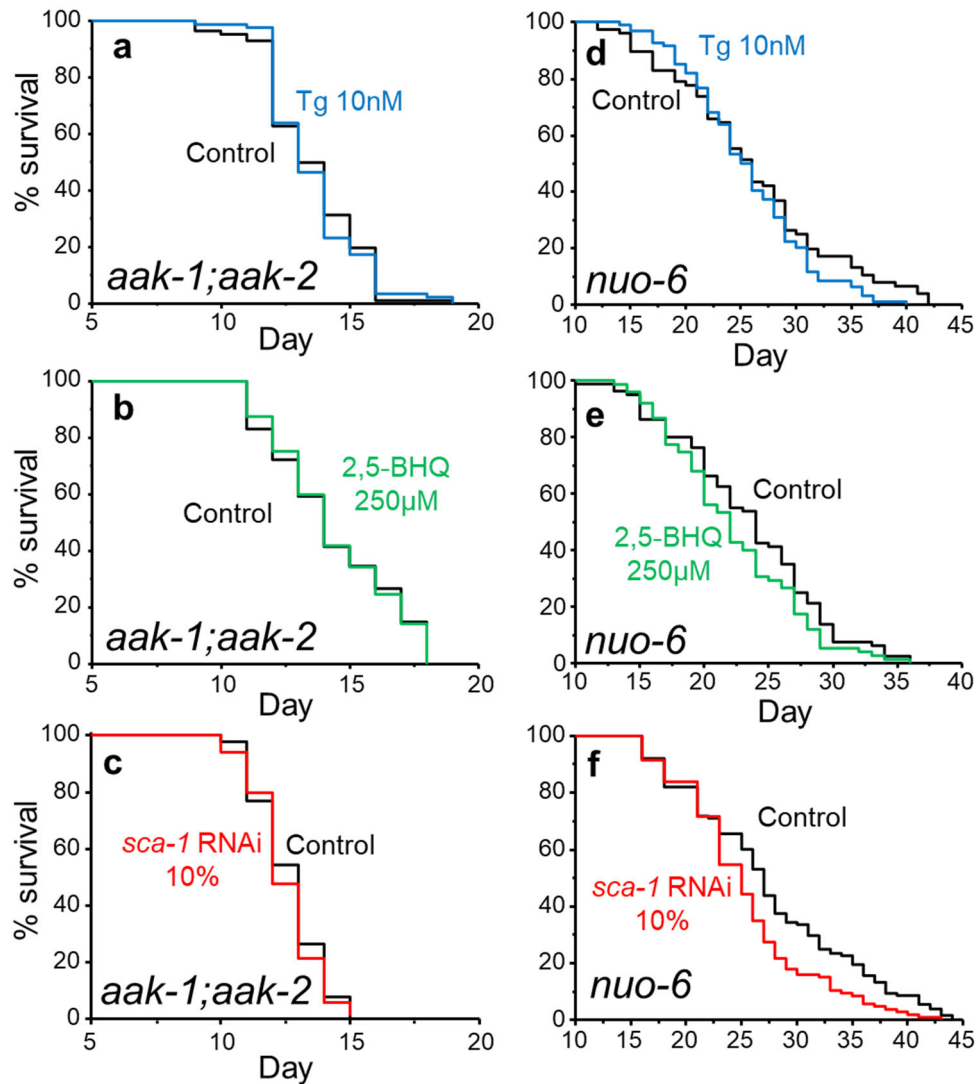 a
Tg 10nM
Control
aak-1;aak-2
% survival
100
80
60
40
20
0
5
10
15
20
Day
d
Tg 10nM
Control
nuo-6
100
80
60
40
20
0
10
15
20
25
30
35
40
45
Day
b
2,5-BHQ
250µM
Control
aak-1;aak-2
% survival
100
80
60
40
20
0
5
10
15
20
Day
e
Control
2,5-BHQ
250µM
nuo-6
100
80
60
40
20
0
10
15
20
25
30
35
40
Day
c
sca-1 RNAi
10%
Control
aak-1;aak-2
% survival
100
80
60
40
20
0
5
10
15
20
Day
f
Control
sca-1 RNAi
10%
nuo-6
100
80
60
40
20
0
10
15
20
25
30
35
40
45
Day